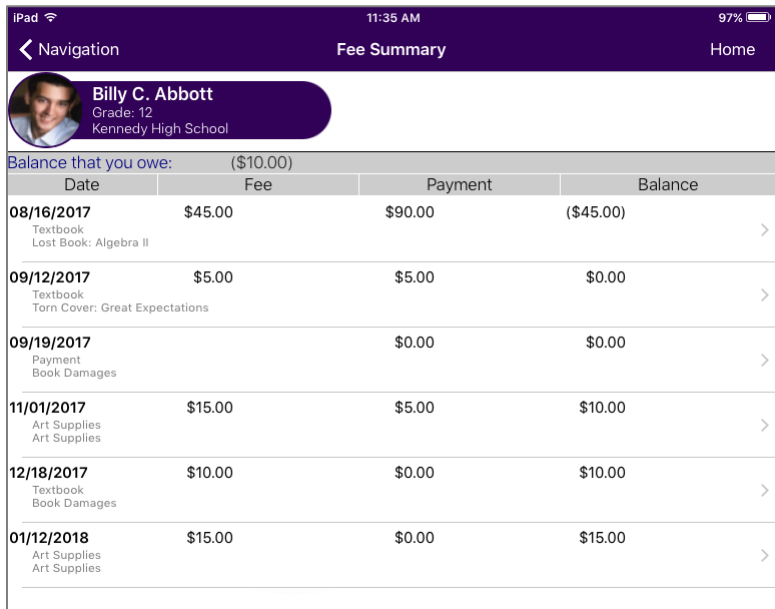 iPad 11:35 AM 97%
Navigation Fee Summary Home
Billy C. Abbott
Grade: 12
Kennedy High School
Balance that you owe: ($10.00)
Date Fee Payment Balance
08/16/2017 $45.00 $90.00 ($45.00)
Textbook
Lost Book: Algebra II
09/12/2017 $5.00 $5.00 $0.00
Textbook
Torn Cover: Great Expectations
09/19/2017 $0.00 $0.00
Payment
Book Damages
11/01/2017 $15.00 $5.00 $10.00
Art Supplies
Art Supplies
12/18/2017 $10.00 $0.00 $10.00
Textbook
Book Damages
01/12/2018 $15.00 $0.00 $15.00
Art Supplies
Art Supplies